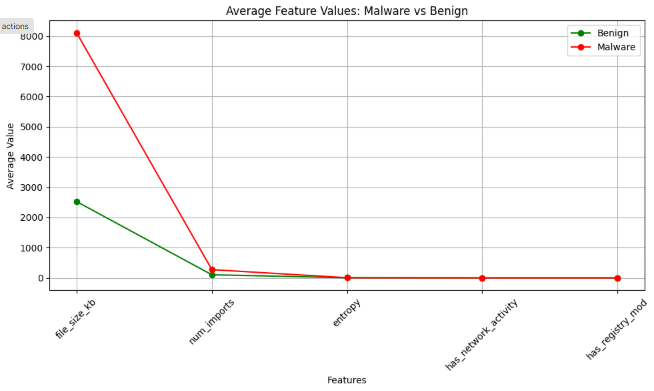 Average Feature Values: Malware vs Benign
actions
Benign
Malware
8000
7000
6000
5000
4000
3000
2000
1000
0
Average Value
file_size_kb
num_imports
entropy
has_network_activity
has_registry_mod
Features